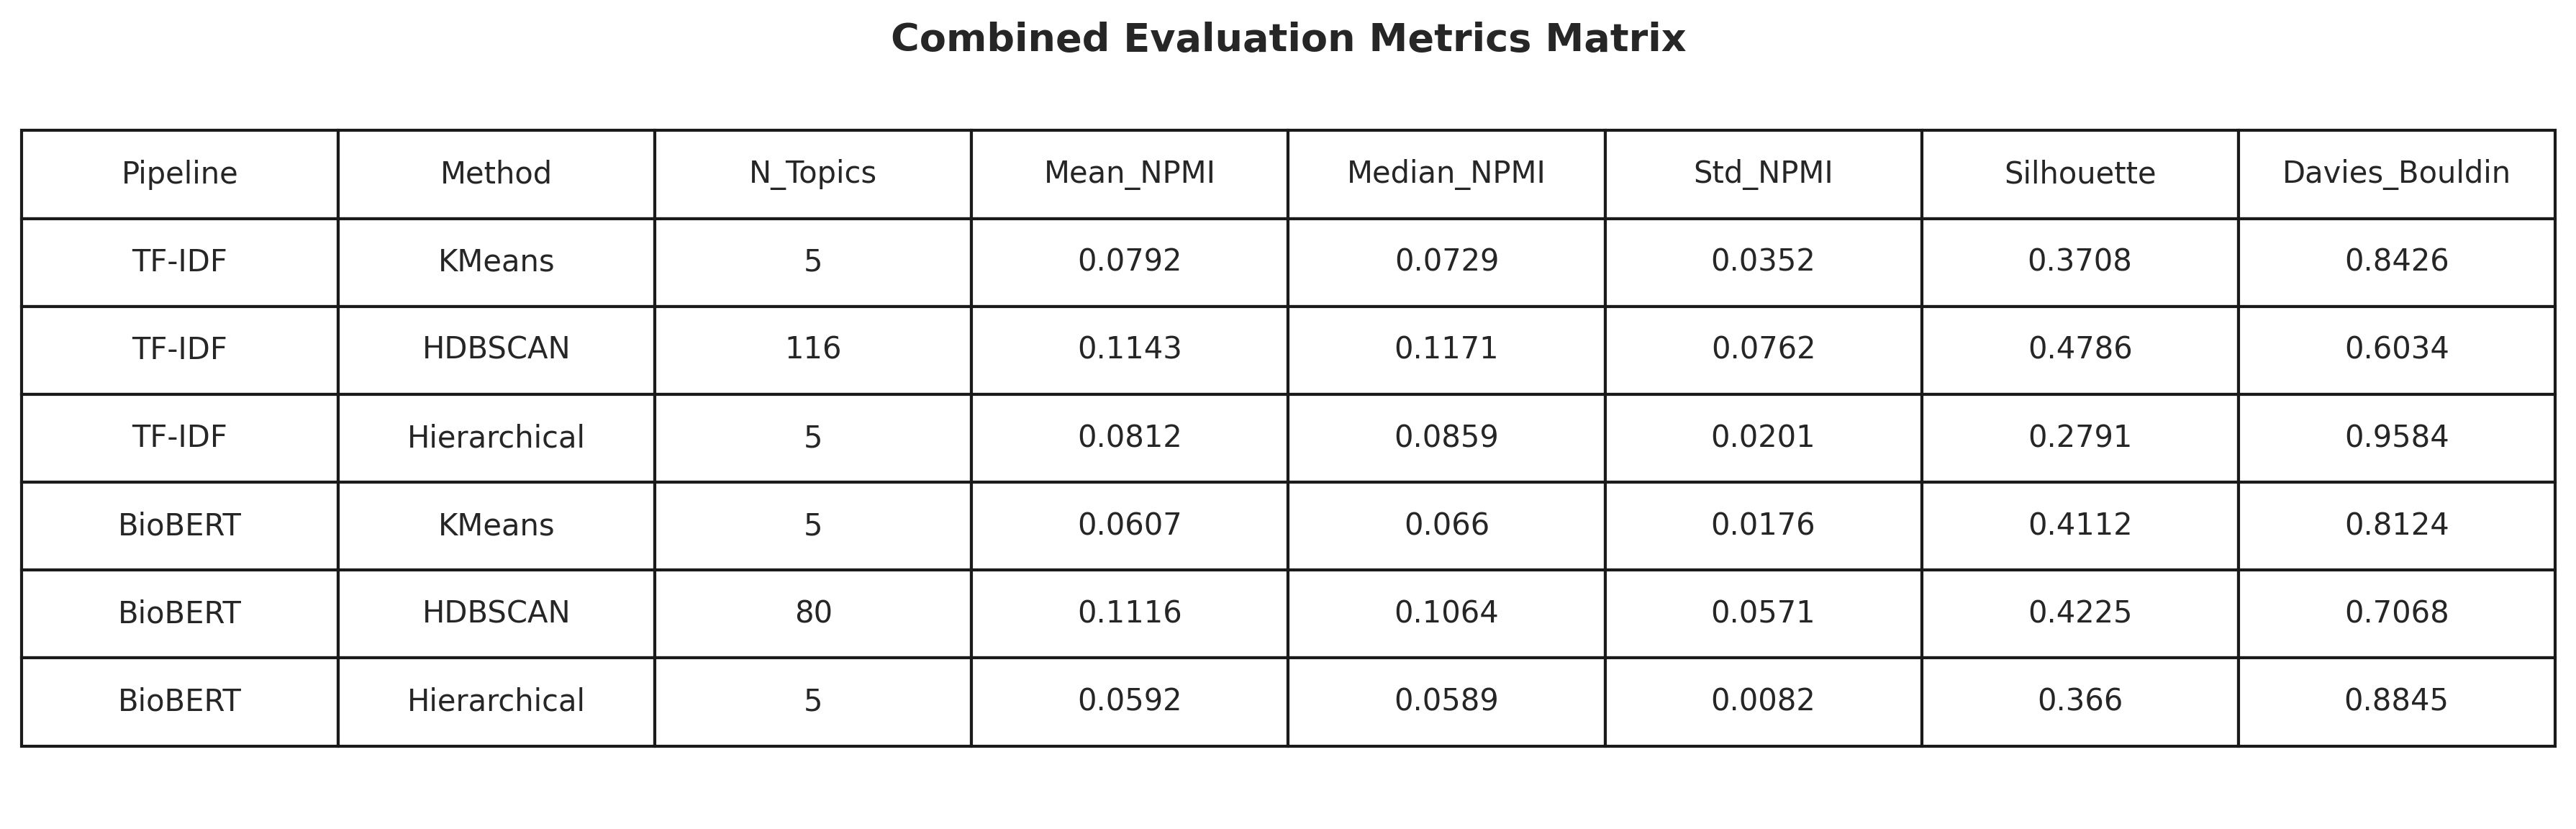 Combined Evaluation Metrics Matrix
Pipeline Method N_Topics Mean_NPMI Median_NPMI Std_NPMI Silhouette Davies_Bouldin
TF-IDF KMeans 5 0.0792 0.0729 0.0352 0.3708 0.8426
TF-IDF HDBSCAN 116 0.1143 0.1171 0.0762 0.4786 0.6034
TF-IDF Hierarchical 5 0.0812 0.0859 0.0201 0.2791 0.9584
BioBERT KMeans 5 0.0607 0.066 0.0176 0.4112 0.8124
BioBERT HDBSCAN 80 0.1116 0.1064 0.0571 0.4225 0.7068
BioBERT Hierarchical 5 0.0592 0.0589 0.0082 0.366 0.8845